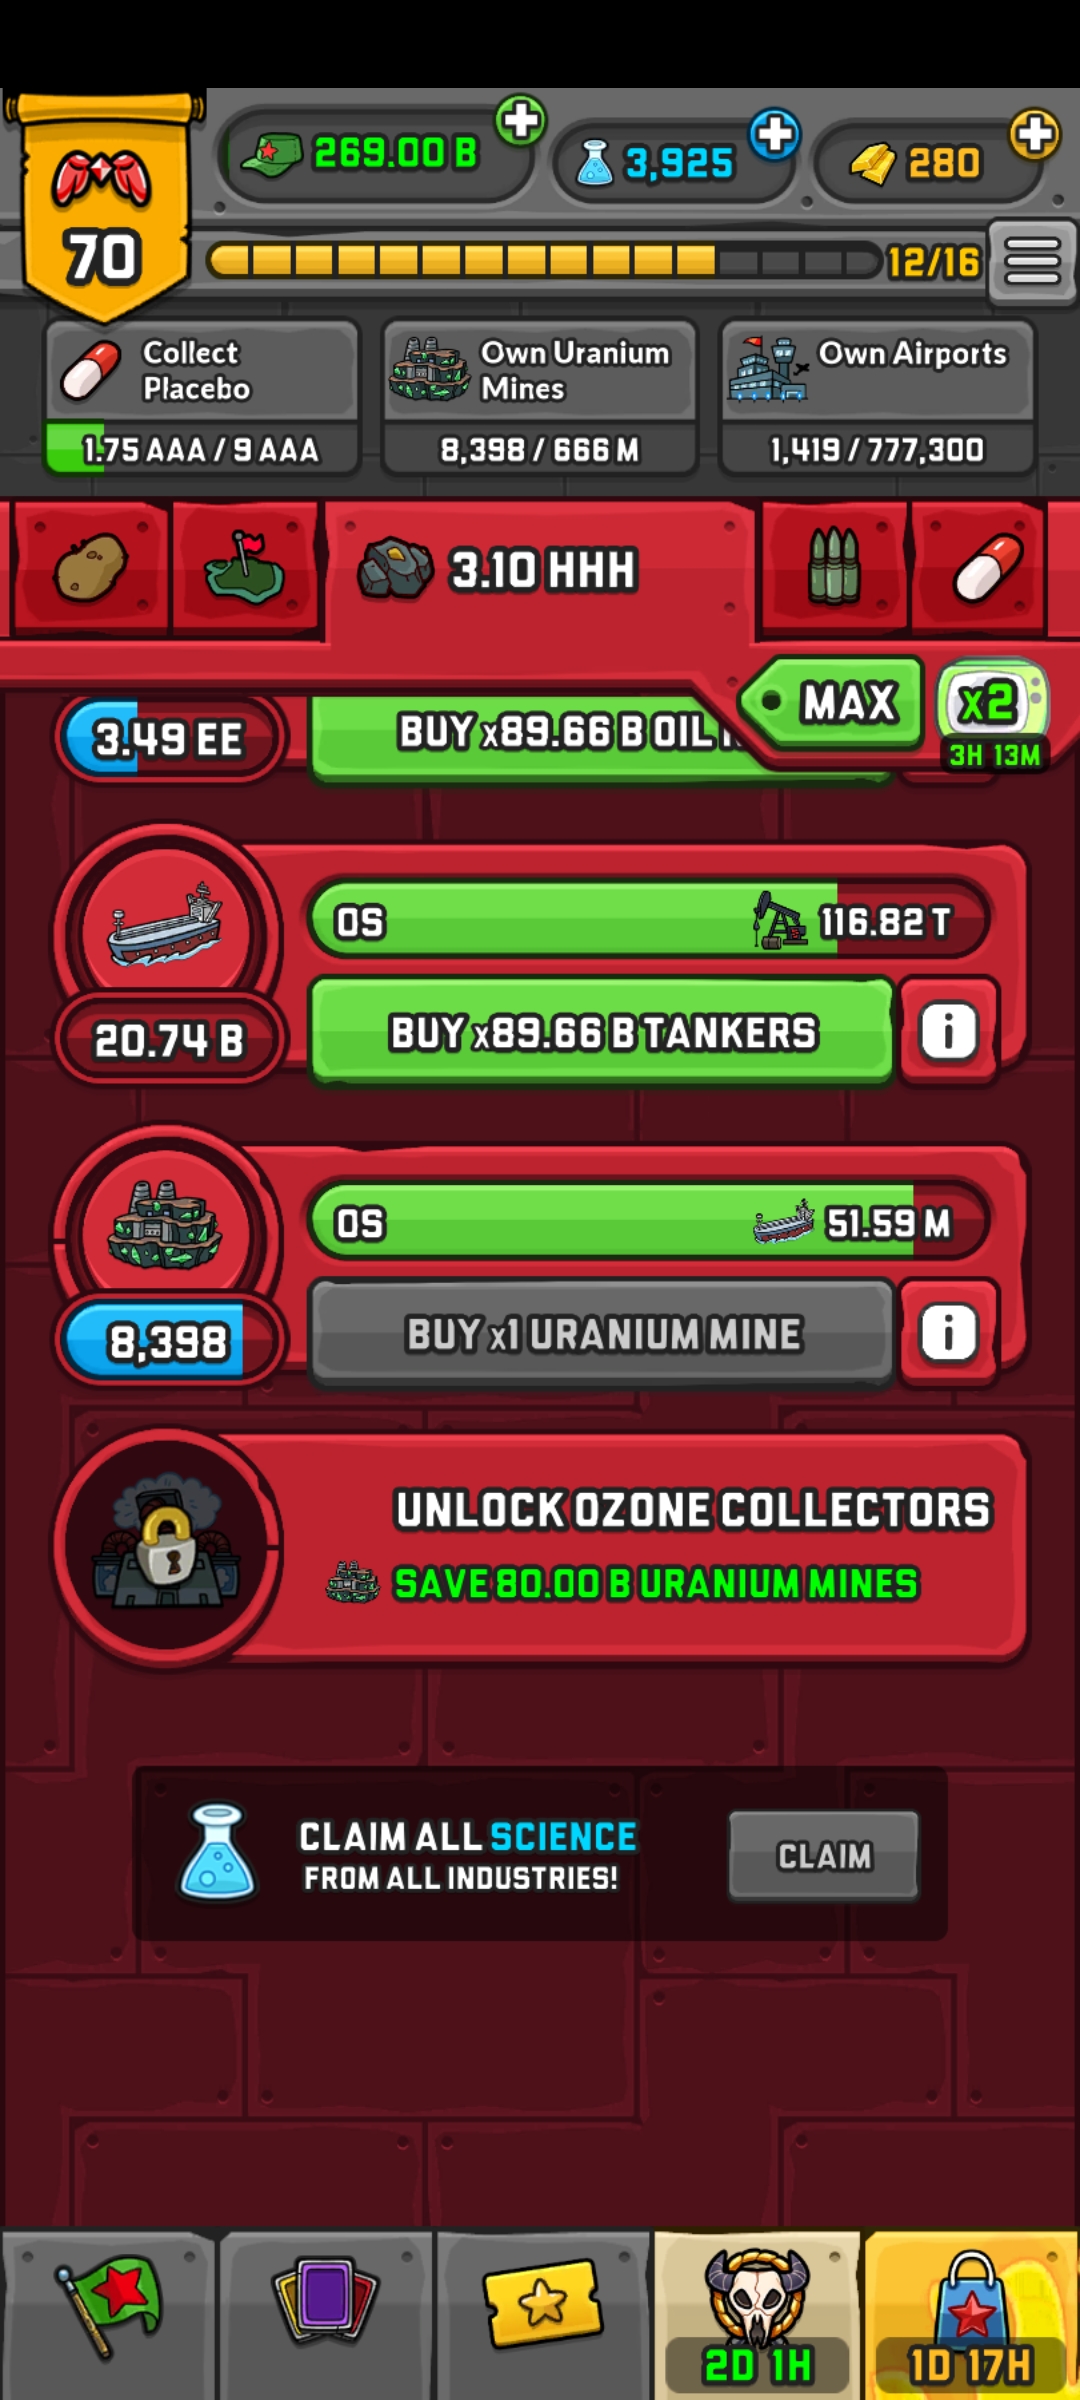 269.00 B
3,925
280
70
12/16
Collect
Placebo
1.75 AAA / 9 AAA
Own Uranium
Mines
8,398 / 666 M
Own Airports
1,419 / 777,300
3.10 HHH
MAX
x2
3H 13M
3.49 EE
BUY x89.66 B OIL
0S
116.82 T
20.74 B
BUY x89.66 B TANKERS
i
0S
51.59 M
8,398
BUY x1 URANIUM MINE
i
UNLOCK OZONE COLLECTORS
SAVE 80.00 B URANIUM MINES
CLAIM ALL SCIENCE
FROM ALL INDUSTRIES!
CLAIM
2D 1H
1D 17H